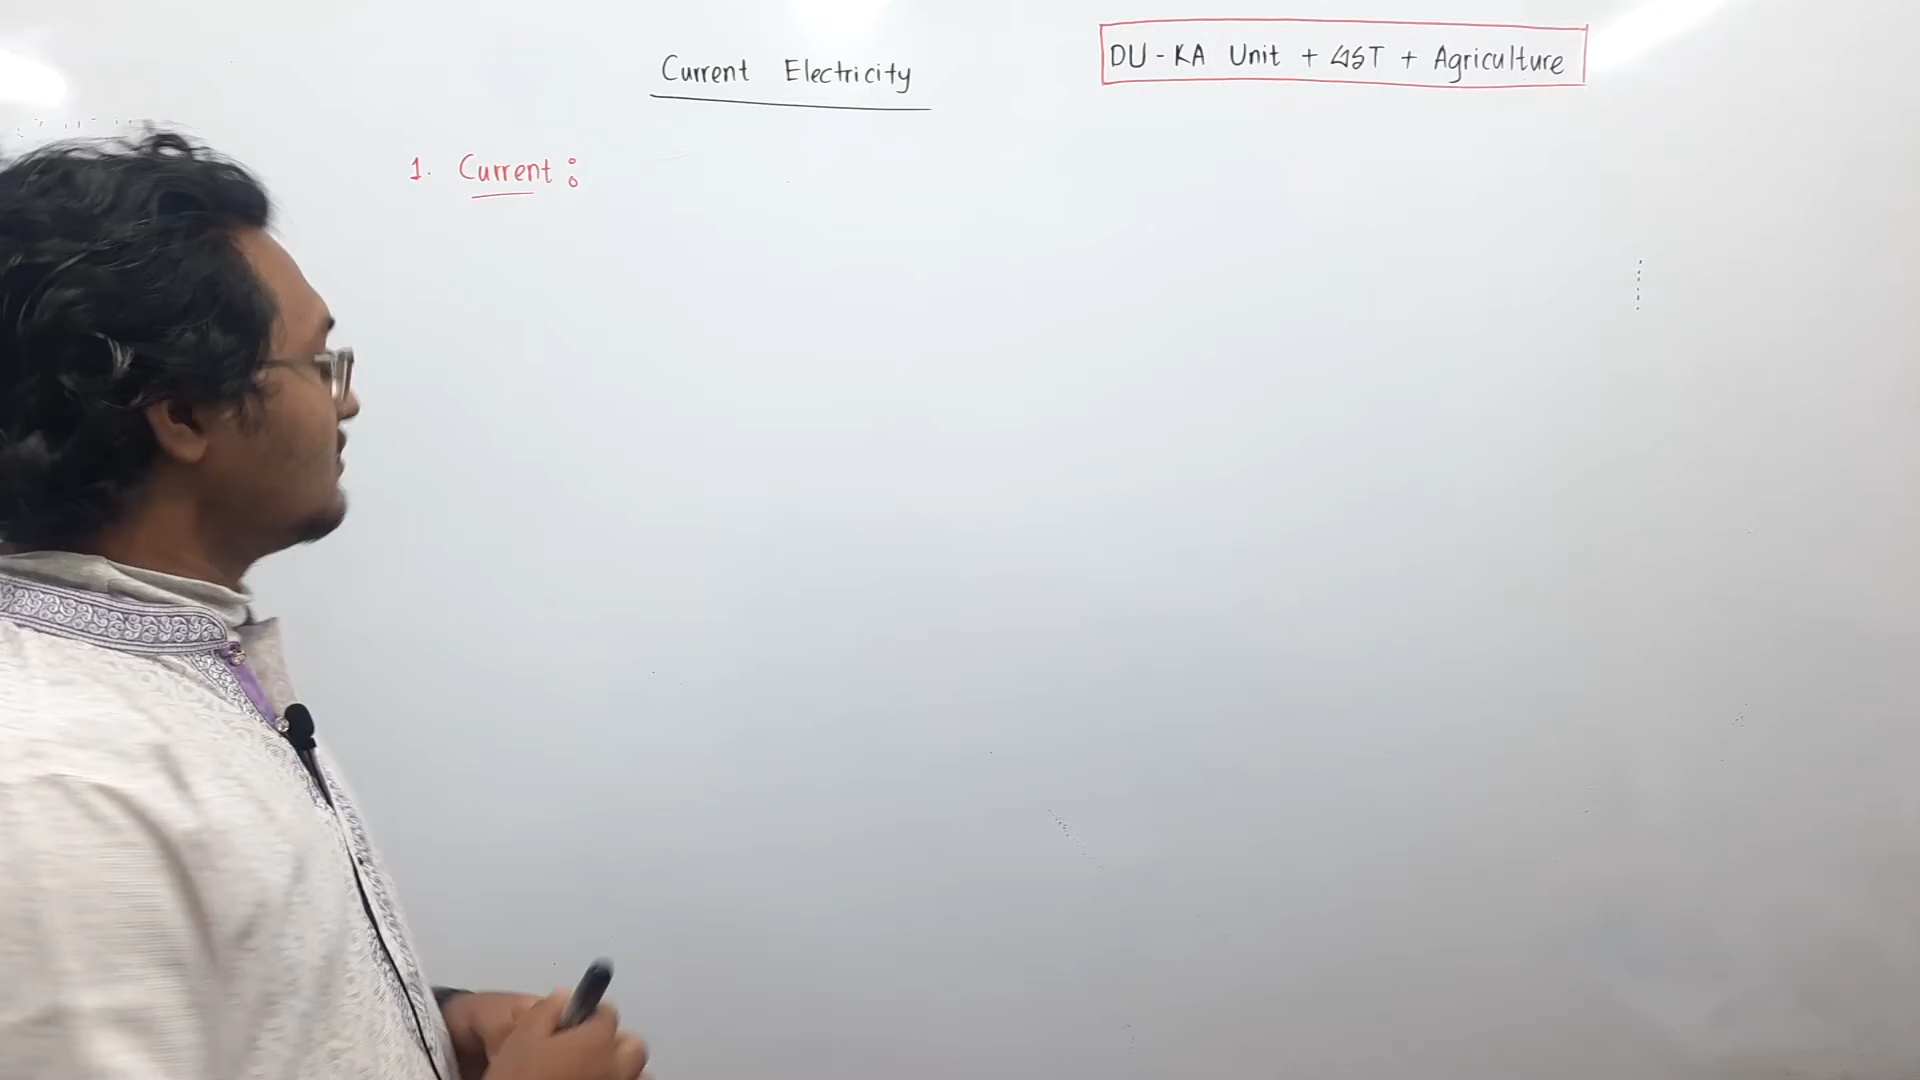 Current Electricity
DU - KA Unit + GST + Agriculture
1. Current :